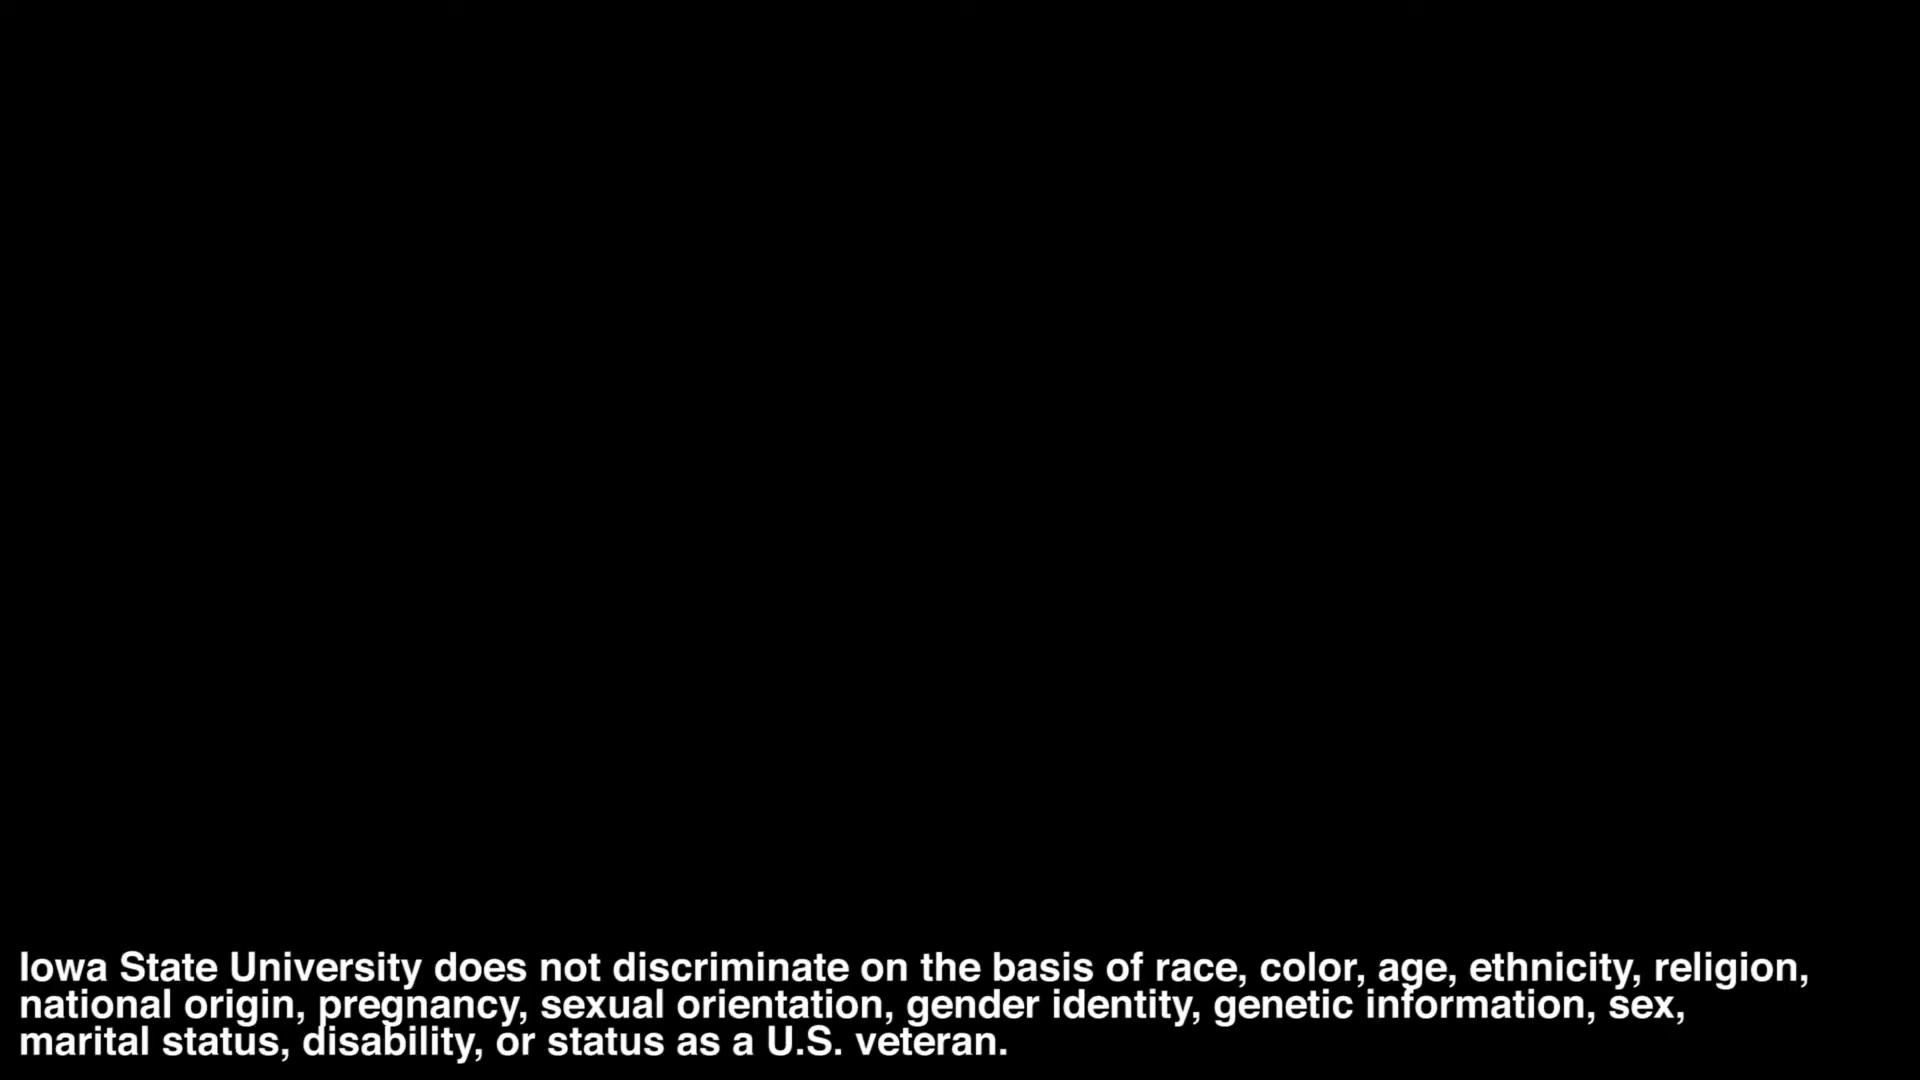 Iowa State University does not discriminate on the basis of race, color, age, ethnicity, religion,
national origin, pregnancy, sexual orientation, gender identity, genetic information, sex,
marital status, disability, or status as a U.S. veteran.